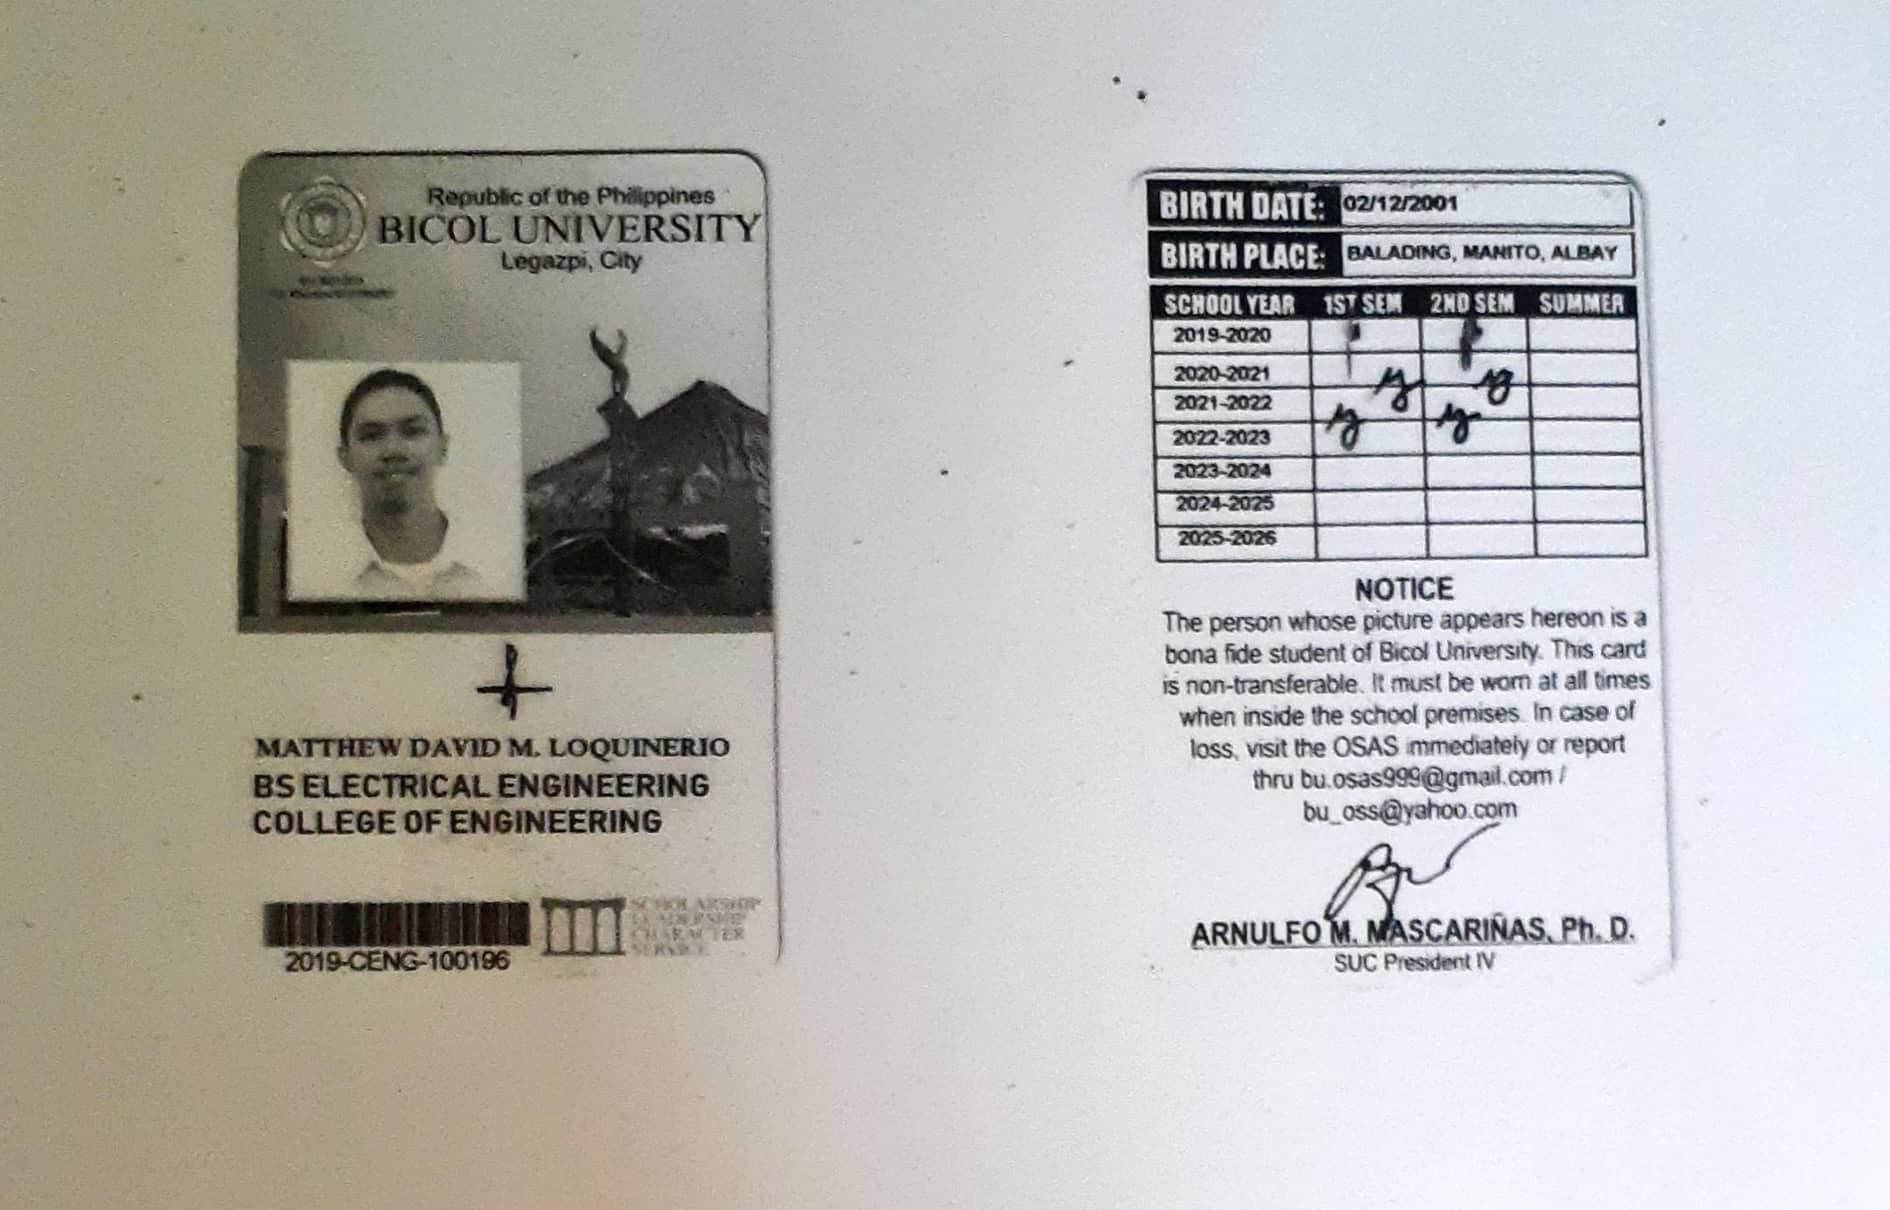 Republic of the Philippines
BICOL UNIVERSITY
Legazpi, City
MATTHEW DAVID M. LOQUINERIO
BS ELECTRICAL ENGINEERING
COLLEGE OF ENGINEERING
SCHOLARSHIP
LEADERSHIP
CHARACTER
SERVICE
2019-CENG-100196
BIRTH DATE: 02/12/2001
BIRTH PLACE: BALADING, MANITO, ALBAY
SCHOOL YEAR 1ST SEM 2ND SEM SUMMER
2019-2020
2020-2021
2021-2022
2022-2023
2023-2024
2024-2025
2025-2026
NOTICE
The person whose picture appears hereon is a
bona fide student of Bicol University. This card
is non-transferable. It must be worn at all times
when inside the school premises. In case of
loss, visit the OSAS immediately or report
thru bu.osas999@gmail.com /
bu_oss@yahoo.com
ARNULFO M. MASCARIÑAS, Ph. D.
SUC President IV